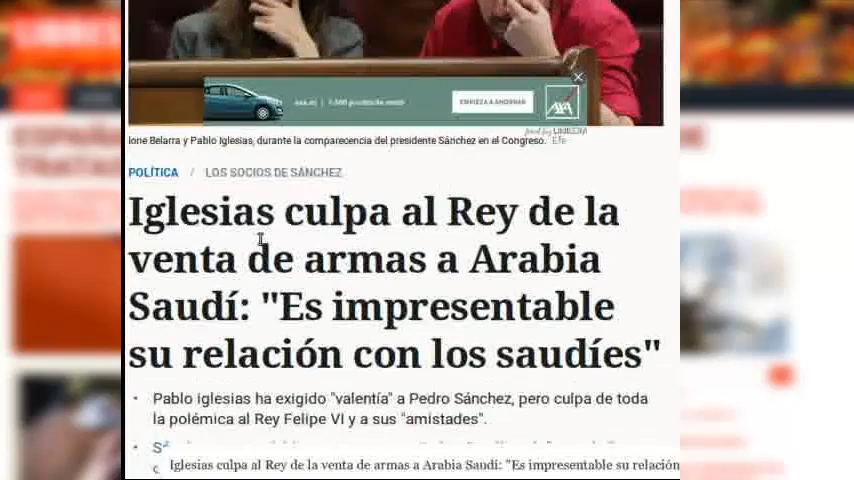 EMPIEZA A AHORRAR
AXA
Ione Belarra y Pablo Iglesias, durante la comparecencia del presidente Sánchez en el Congreso. Efe
POLÍTICA / LOS SOCIOS DE SÁNCHEZ
Iglesias culpa al Rey de la
venta de armas a Arabia
Saudí: "Es impresentable
su relación con los saudíes"
Pablo iglesias ha exigido "valentía" a Pedro Sánchez, pero culpa de toda
la polémica al Rey Felipe VI y a sus "amistades".
Iglesias culpa al Rey de la venta de armas a Arabia Saudí: "Es impresentable su relación